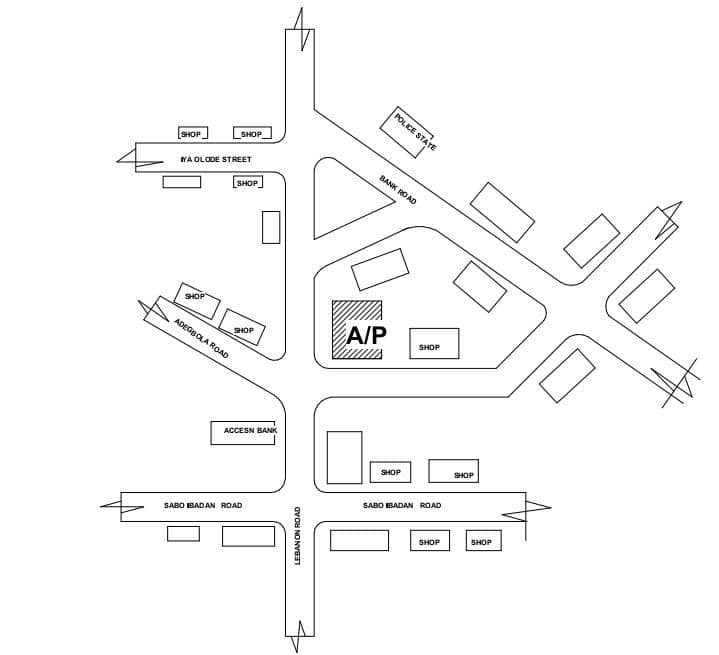 POLICE STATE
SHOP
SHOP
IYA OLODE STREET
SHOP
BANK ROAD
SHOP
SHOP
ADEGBOLA ROAD
A/P
SHOP
ACCESN BANK
SHOP
SHOP
SABO IBADAN ROAD
SABO IBADAN ROAD
LEBANON ROAD
SHOP
SHOP